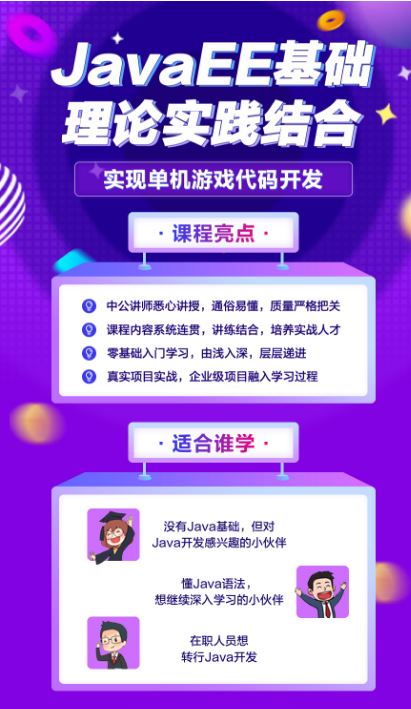 JavaEE基础
理论实践结合
实现单机游戏代码开发
·课程亮点·
中公讲师悉心讲授，通俗易懂，质量严格把关
课程内容系统连贯，讲练结合，培养实战人才
零基础入门学习，由浅入深，层层递进
真实项目实战，企业级项目融入学习过程
·适合谁学·
没有Java基础，但对
Java开发感兴趣的小伙伴
懂Java语法，
想继续深入学习的小伙伴
在职人员想
转行Java开发